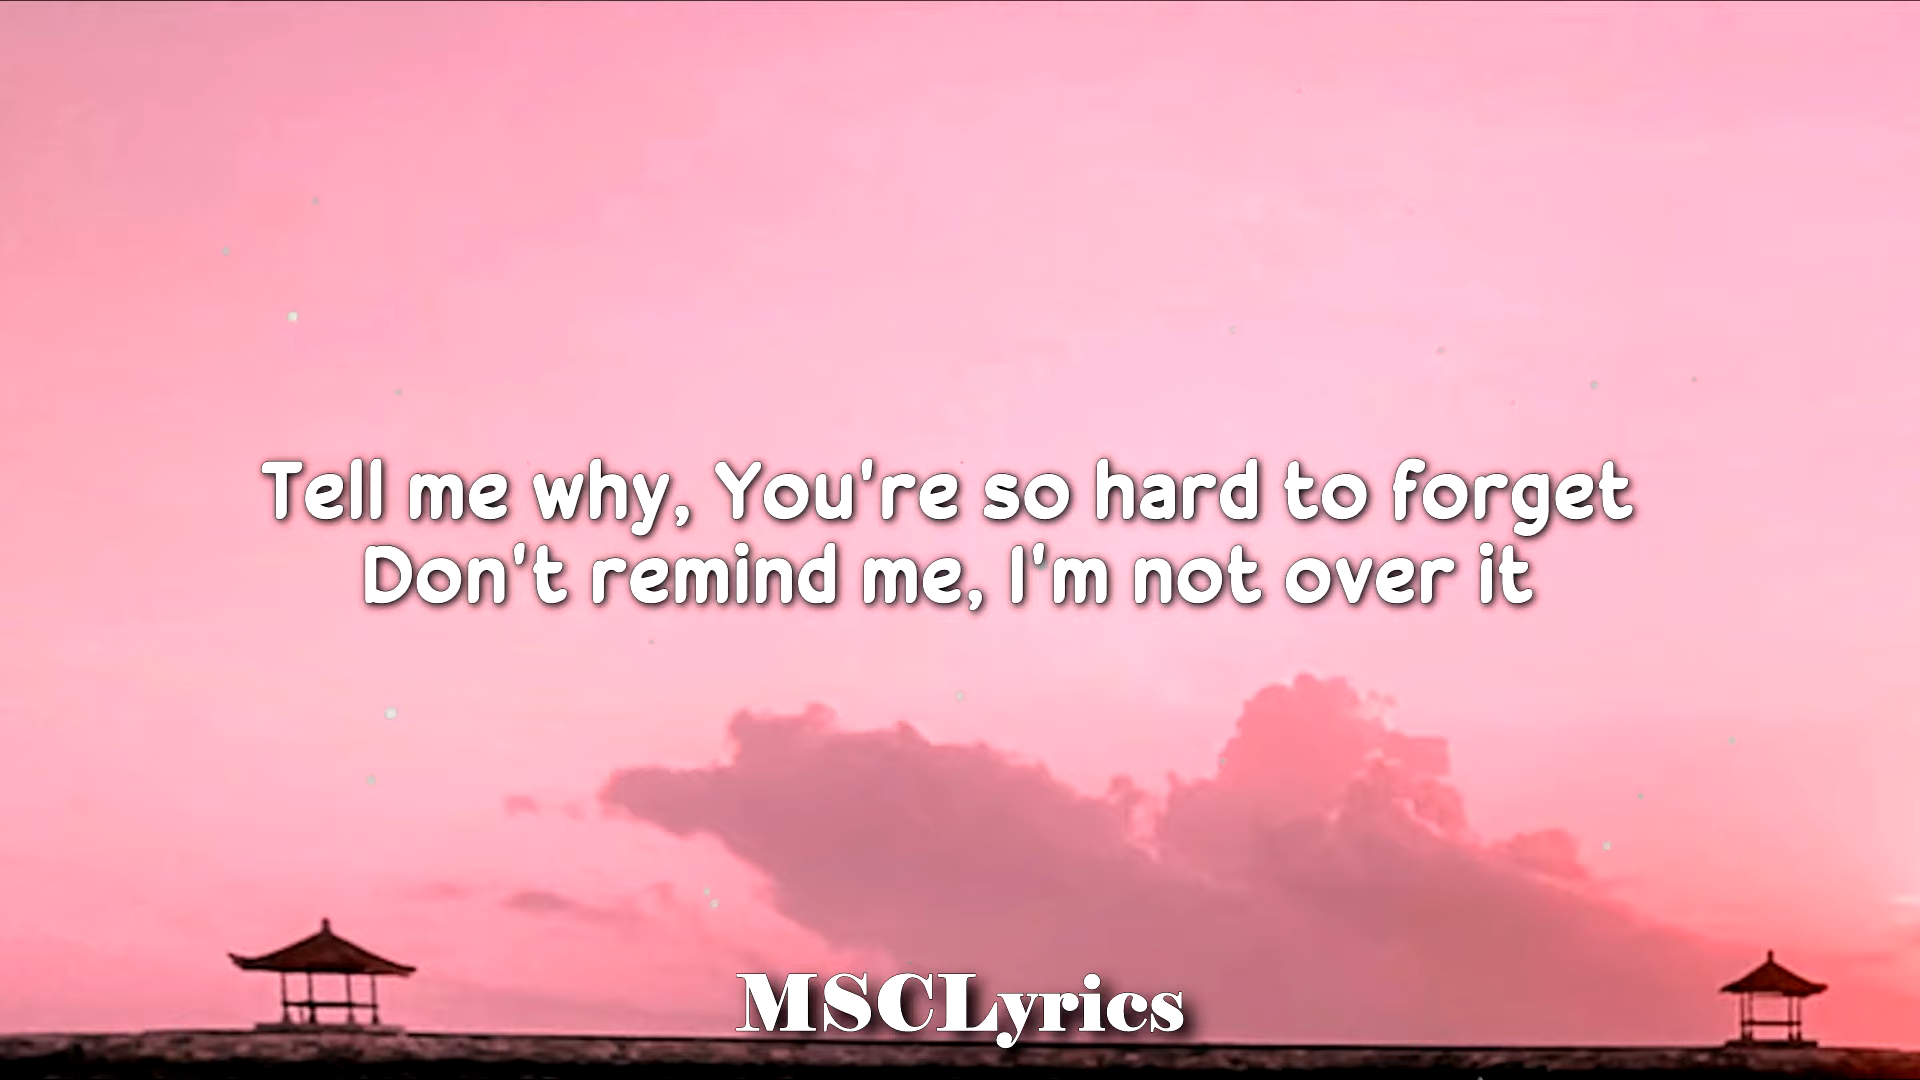 Tell me why, You're so hard to forget
Don't remind me, I'm not over it
MSCLyrics